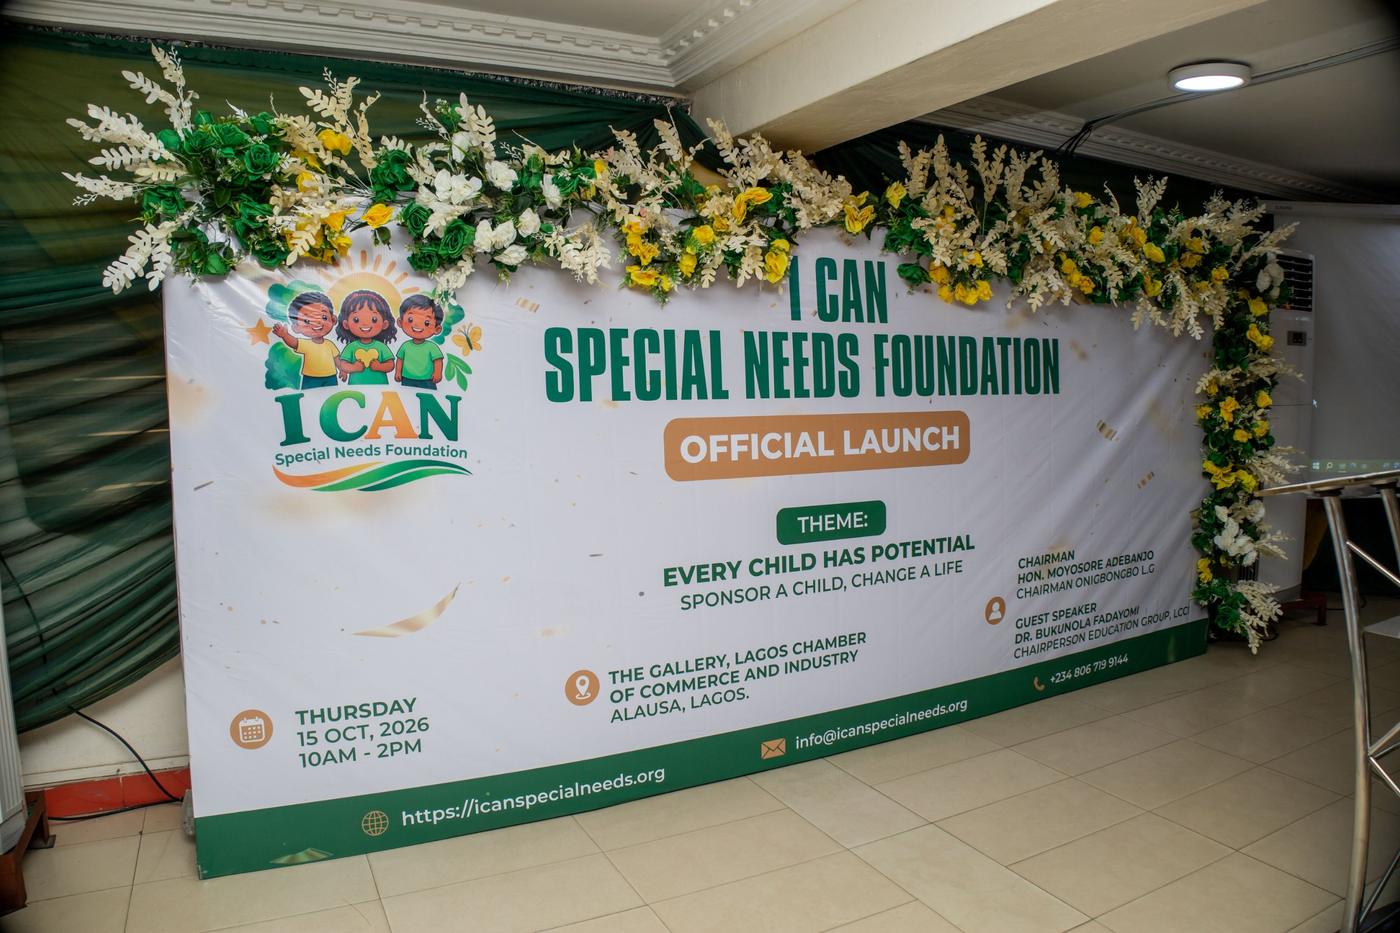 I CAN
Special Needs Foundation
I CAN
SPECIAL NEEDS FOUNDATION
OFFICIAL LAUNCH
THEME:
EVERY CHILD HAS POTENTIAL
SPONSOR A CHILD, CHANGE A LIFE
CHAIRMAN
HON. MOYOSORE ADEBANJO
CHAIRMAN ONIGBONGBO L.G
GUEST SPEAKER
DR. BUKUNOLA FADAYOMI
CHAIRPERSON EDUCATION GROUP, LCCI
THE GALLERY, LAGOS CHAMBER
OF COMMERCE AND INDUSTRY
ALAUSA, LAGOS.
THURSDAY
15 OCT, 2026
10AM - 2PM
https://icanspecialneeds.org
info@icanspecialneeds.org
+234 806 719 9144